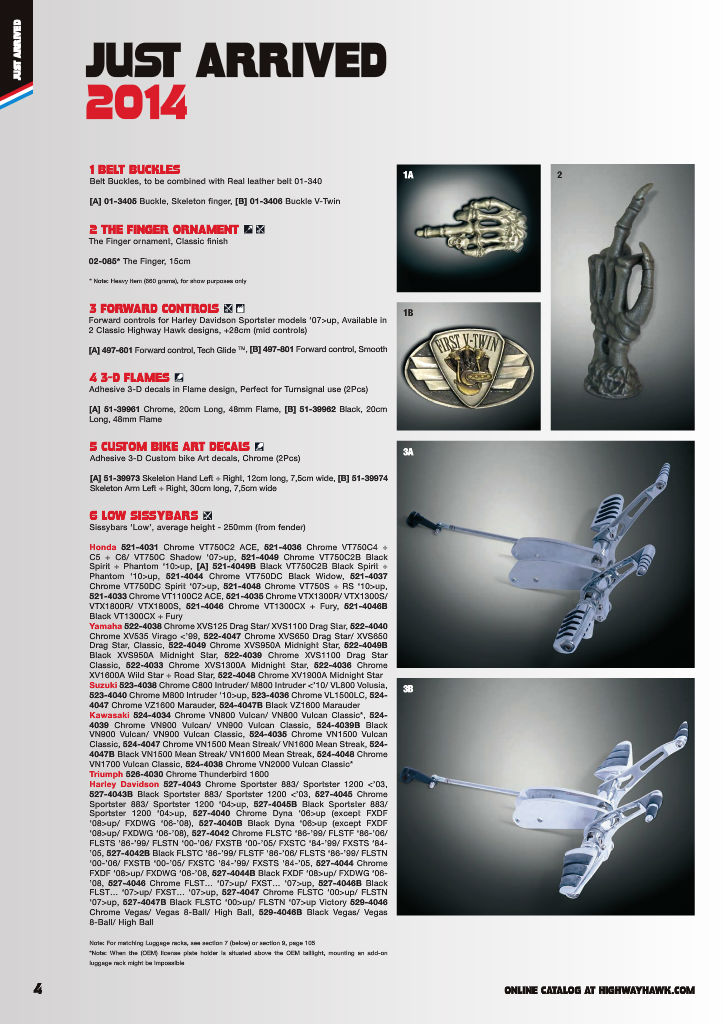 JUST ARRIVED
JUST ARRIVED
2014
1 BELT BUCKLES
Belt Buckles, to be combined with Real leather belt 01-340
[A] 01-3405 Buckle, Skeleton finger, [B] 01-3406 Buckle V-Twin
2 THE FINGER ORNAMENT
The Finger ornament, Classic finish
02-085* The Finger, 15cm
* Note: Heavy item (560 grams), for show purposes only
3 FORWARD CONTROLS
Forward controls for Harley Davidson Sportster models '07>up, Available in
2 Classic Highway Hawk designs, +28cm (mid controls)
[A] 497-601 Forward control, Tech Glide ™, [B] 497-801 Forward control, Smooth
4 3-D FLAMES
Adhesive 3-D decals in Flame design, Perfect for Turnsignal use (2Pcs)
[A] 51-39961 Chrome, 20cm Long, 48mm Flame, [B] 51-39962 Black, 20cm
Long, 48mm Flame
5 CUSTOM BIKE ART DECALS
Adhesive 3-D Custom bike Art decals, Chrome (2Pcs)
[A] 51-39973 Skeleton Hand Left + Right, 12cm long, 7,5cm wide, [B] 51-39974
Skeleton Arm Left + Right, 30cm long, 7,5cm wide
6 LOW SISSYBARS
Sissybars 'Low', average height - 250mm (from fender)
Honda 521-4031 Chrome VT750C2 ACE, 521-4036 Chrome VT750C4 +
C5 + C6/ VT750C Shadow '07>up, 521-4049 Chrome VT750C2B Black
Spirit + Phantom '10>up, [A] 521-4049B Black VT750C2B Black Spirit +
Phantom '10>up, 521-4044 Chrome VT750DC Black Widow, 521-4037
Chrome VT750DC Spirit '07>up, 521-4048 Chrome VT750S + RS '10>up,
521-4033 Chrome VT1100C2 ACE, 521-4035 Chrome VTX1300R/ VTX1300S/
VTX1800R/ VTX1800S, 521-4046 Chrome VT1300CX + Fury, 521-4046B
Black VT1300CX + Fury
Yamaha 522-4038 Chrome XVS125 Drag Star/ XVS1100 Drag Star, 522-4040
Chrome XV535 Virago <'99, 522-4047 Chrome XVS650 Drag Star/ XVS650
Drag Star, Classic, 522-4049 Chrome XVS950A Midnight Star, 522-4049B
Black XVS950A Midnight Star, 522-4039 Chrome XVS1100 Drag Star
Classic, 522-4033 Chrome XVS1300A Midnight Star, 522-4036 Chrome
XV1600A Wild Star + Road Star, 522-4048 Chrome XV1900A Midnight Star
Suzuki 523-4038 Chrome C800 Intruder/ M800 Intruder <'10/ VL800 Volusia,
523-4040 Chrome M800 Intruder '10>up, 523-4036 Chrome VL1500LC, 524-
4047 Chrome VZ1600 Marauder, 524-4047B Black VZ1600 Marauder
Kawasaki 524-4034 Chrome VN800 Vulcan/ VN800 Vulcan Classic*, 524-
4039 Chrome VN900 Vulcan/ VN900 Vulcan Classic, 524-4039B Black
VN900 Vulcan/ VN900 Vulcan Classic, 524-4035 Chrome VN1500 Vulcan
Classic, 524-4047 Chrome VN1500 Mean Streak/ VN1600 Mean Streak, 524-
4047B Black VN1500 Mean Streak/ VN1600 Mean Streak, 524-4048 Chrome
VN1700 Vulcan Classic, 524-4038 Chrome VN2000 Vulcan Classic*
Triumph 526-4030 Chrome Thunderbird 1600
Harley Davidson 527-4043 Chrome Sportster 883/ Sportster 1200 <'03,
527-4043B Black Sportster 883/ Sportster 1200 <'03, 527-4045 Chrome
Sportster 883/ Sportster 1200 '04>up, 527-4045B Black Sportster 883/
Sportster 1200 '04>up, 527-4040 Chrome Dyna '06>up (except FXDF
'08>up/ FXDWG '06-'08), 527-4040B Black Dyna '06>up (except FXDF
'08>up/ FXDWG '06-'08), 527-4042 Chrome FLSTC '86-'99/ FLSTF '86-'06/
FLSTS '86-'99/ FLSTN '00-'06/ FXSTB '00-'05/ FXSTC '84-'99/ FXSTS '84-
'05, 527-4042B Black FLSTC '86-'99/ FLSTF '86-'06/ FLSTS '86-'99/ FLSTN
'00-'06/ FXSTB '00-'05/ FXSTC '84-'99/ FXSTS '84-'05, 527-4044 Chrome
FXDF '08>up/ FXDWG '06-'08, 527-4044B Black FXDF '08>up/ FXDWG '06-
'08, 527-4046 Chrome FLST... '07>up/ FXST... '07>up, 527-4046B Black
FLST... '07>up/ FXST... '07>up, 527-4047 Chrome FLSTC '00>up/ FLSTN
'07>up, 527-4047B Black FLSTC '00>up/ FLSTN '07>up Victory 529-4046
Chrome Vegas/ Vegas 8-Ball/ High Ball, 529-4046B Black Vegas/ Vegas
8-Ball/ High Ball
Note: For matching Luggage racks, see section 7 (below) or section 9, page 105
*Note: When the (OEM) license plate holder is situated above the OEM taillight, mounting an add-on
luggage rack might be impossible
1A
2
1B
FIRST V-TWIN
3A
3B
4
ONLINE CATALOG AT HIGHWAYHAWK.COM